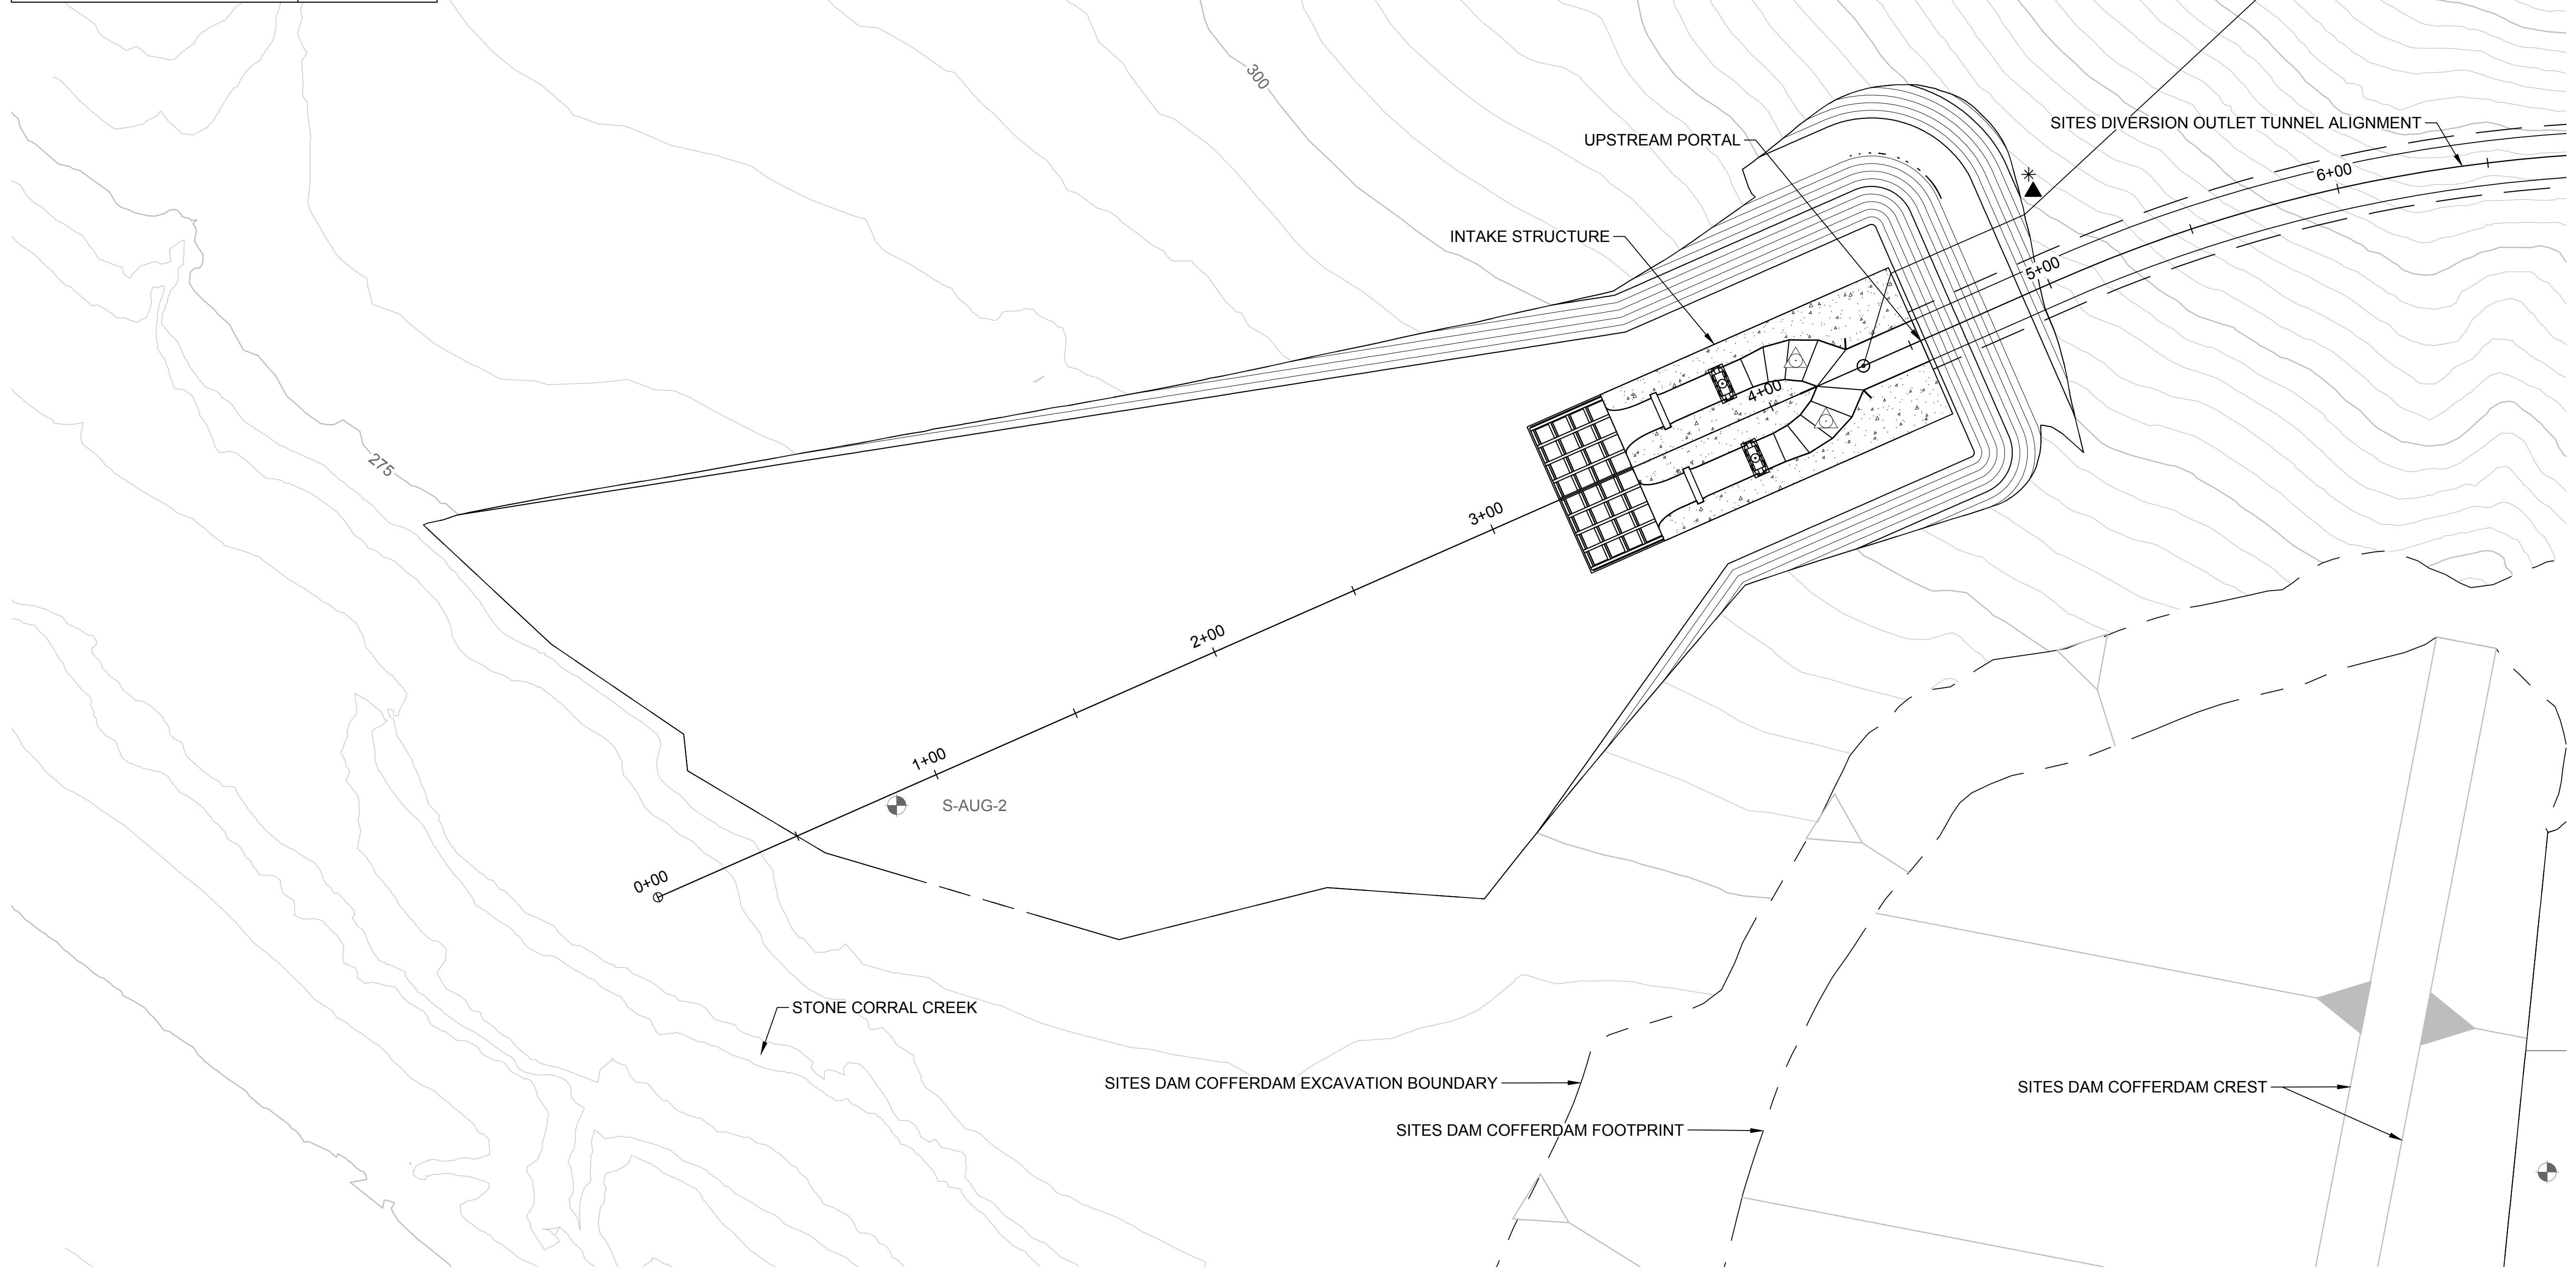 300
SITES DIVERSION OUTLET TUNNEL ALIGNMENT
UPSTREAM PORTAL
6+00
INTAKE STRUCTURE
5+00
4+00
275
3+00
2+00
1+00
S-AUG-2
0+00
STONE CORRAL CREEK
SITES DAM COFFERDAM EXCAVATION BOUNDARY
SITES DAM COFFERDAM CREST
SITES DAM COFFERDAM FOOTPRINT